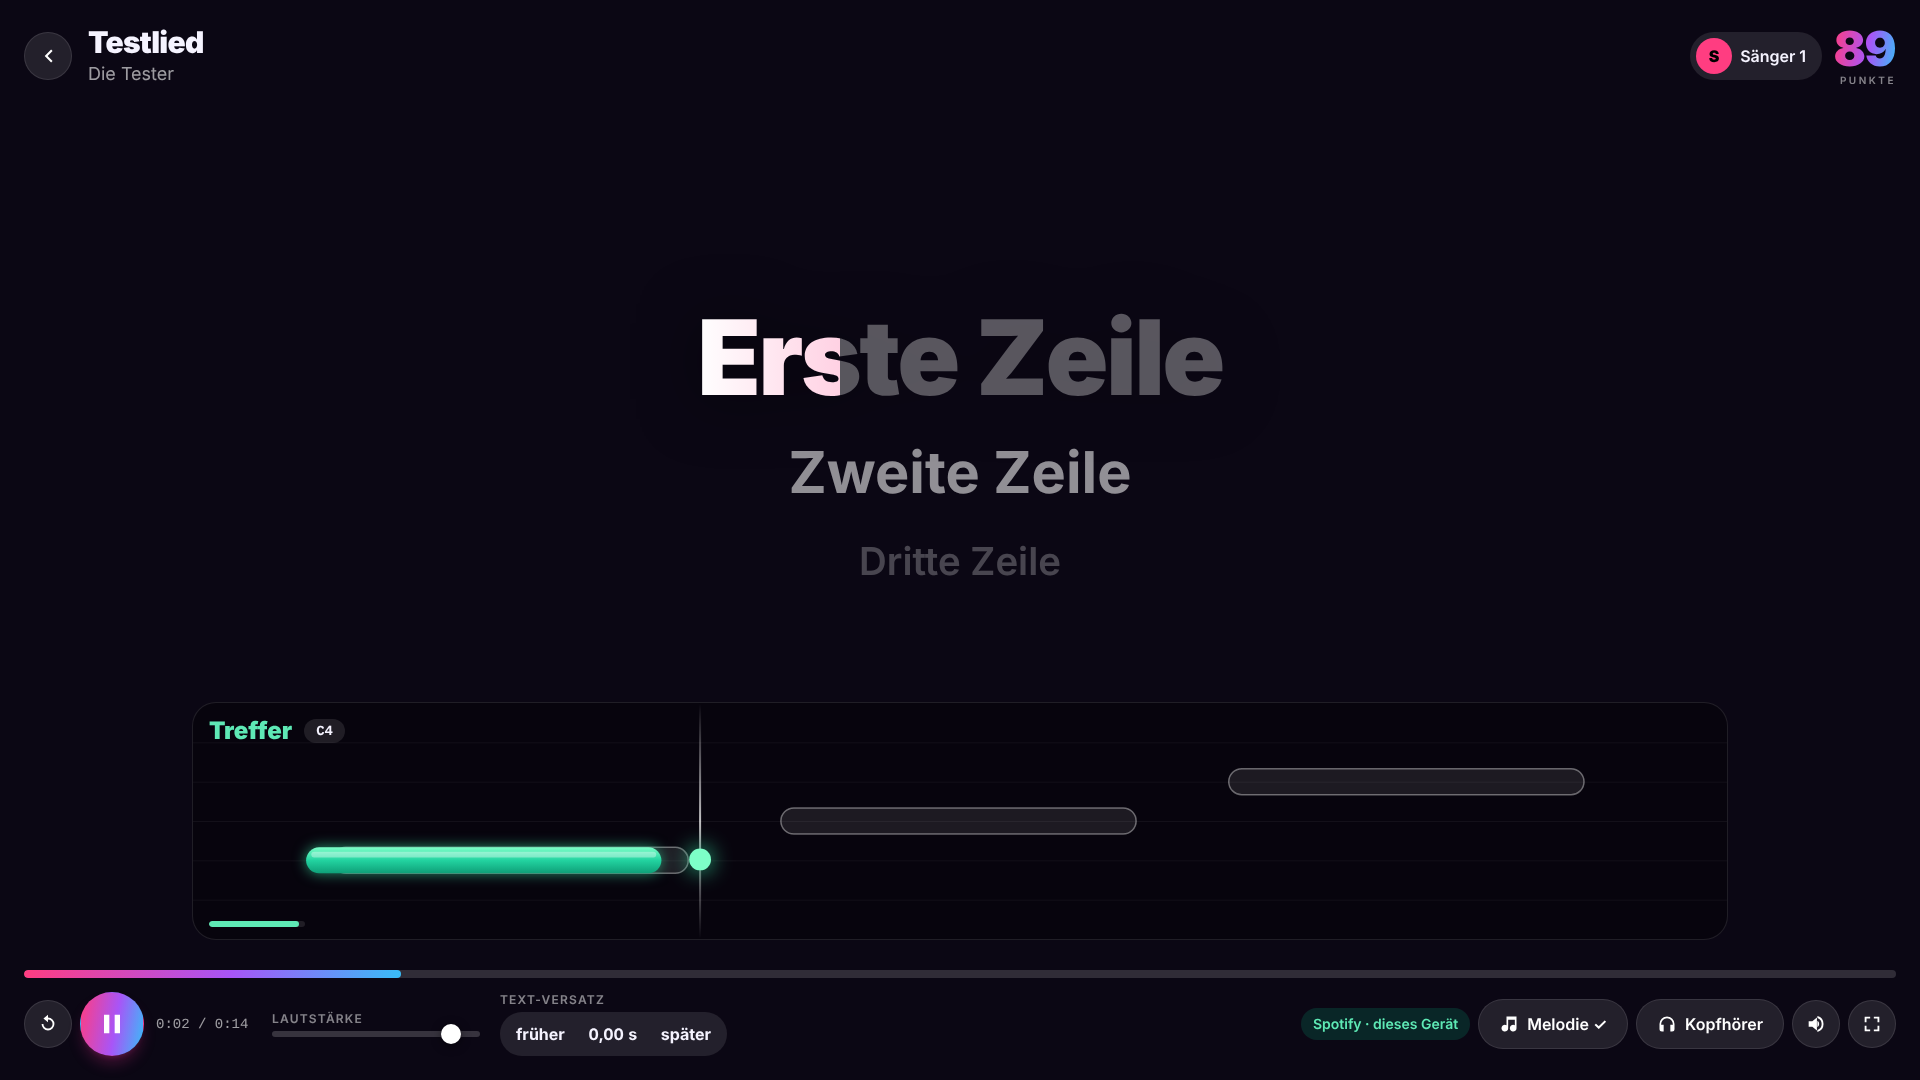 Testlied
Die Tester
S Sänger 1
89
PUNKTE
Erste Zeile
Zweite Zeile
Dritte Zeile
Treffer C4
0:02 / 0:14
LAUTSTÄRKE
TEXT-VERSATZ
früher 0,00 s später
Spotify · dieses Gerät
Melodie ✓
Kopfhörer